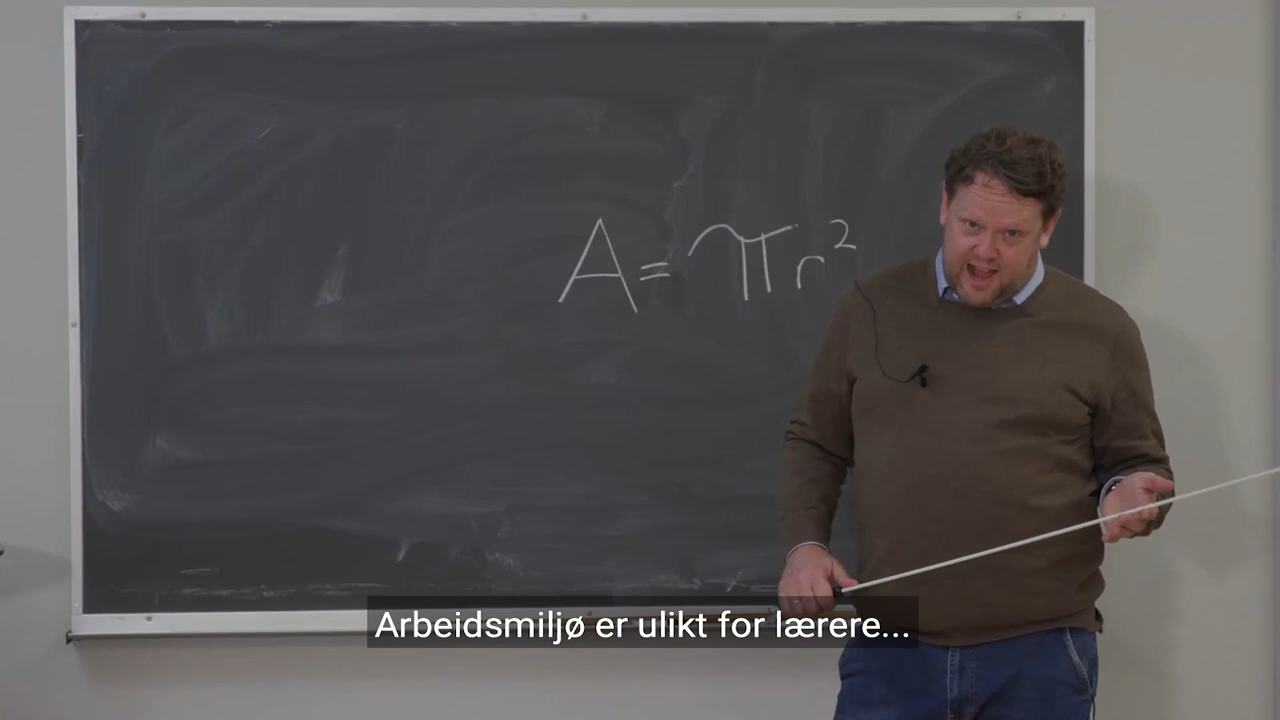 A = πr²
Arbeidsmiljø er ulikt for lærere...